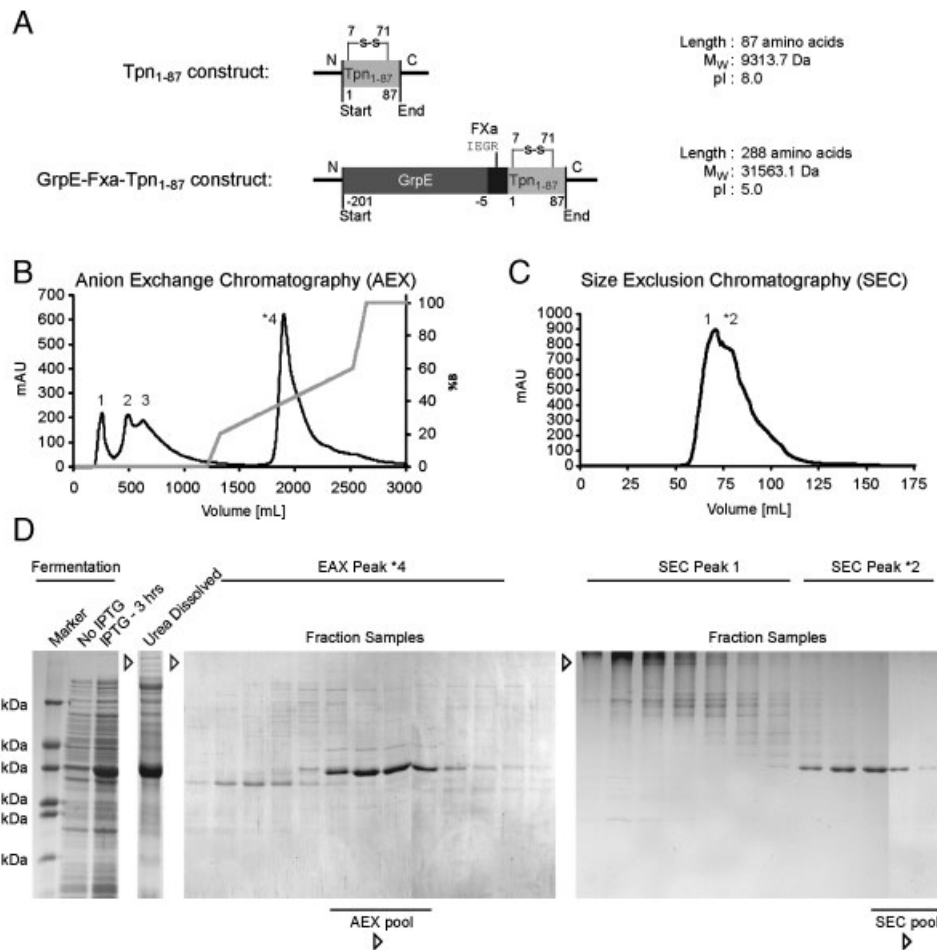 A
Tpn1-87 construct:
N
7 71
S-S
Tpn1-87
C
1 87
Start End
Length : 87 amino acids
MW : 9313.7 Da
pI : 8.0
GrpE-Fxa-Tpn1-87 construct:
N
FXa
IEGR
7 71
S-S
GrpE
Tpn1-87
C
-201 -5 1 87
Start End
Length : 288 amino acids
MW : 31563.1 Da
pI : 5.0
B
Anion Exchange Chromatography (AEX)
700
600
500
400
300
200
100
0
mAU
1 2 3 *4
100
80
60
40
20
0
%B
0 500 1000 1500 2000 2500 3000
Volume [mL]
C
Size Exclusion Chromatography (SEC)
1000
900
800
700
600
500
400
300
200
100
0
mAU
1 *2
0 25 50 75 100 125 150 175
Volume [mL]
D
Fermentation
Marker
No IPTG
IPTG - 3 hrs
Urea Dissolved
EAX Peak *4
Fraction Samples
SEC Peak 1
SEC Peak *2
Fraction Samples
kDa
kDa
kDa
kDa
kDa
kDa
AEX pool
SEC pool